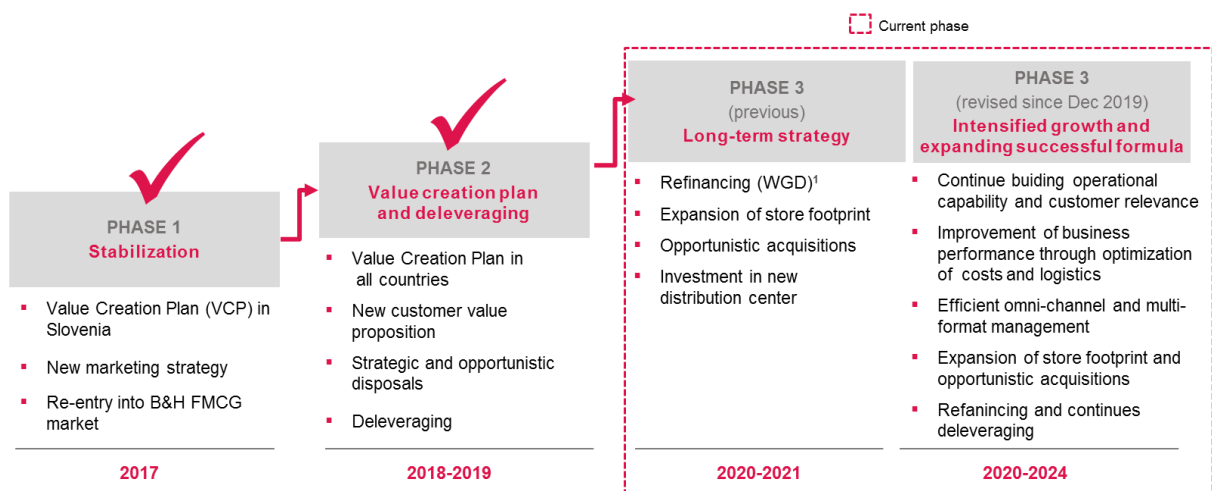 Current phase
PHASE 1
Stabilization
▪ Value Creation Plan (VCP) in
Slovenia
▪ New marketing strategy
▪ Re-entry into B&H FMCG
market
2017
PHASE 2
Value creation plan
and deleveraging
▪ Value Creation Plan in
all countries
▪ New customer value
proposition
▪ Strategic and opportunistic
disposals
▪ Deleveraging
2018-2019
PHASE 3
(previous)
Long-term strategy
▪ Refinancing (WGD)¹
▪ Expansion of store footprint
▪ Opportunistic acquisitions
▪ Investment in new
distribution center
2020-2021
PHASE 3
(revised since Dec 2019)
Intensified growth and
expanding successful formula
▪ Continue buiding operational
capability and customer relevance
▪ Improvement of business
performance through optimization
of costs and logistics
▪ Efficient omni-channel and multi-
format management
▪ Expansion of store footprint and
opportunistic acquisitions
▪ Refanincing and continues
deleveraging
2020-2024